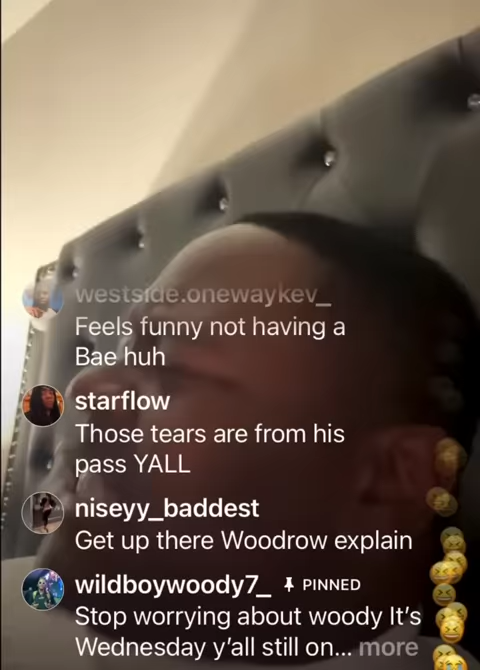 westside.onewaykev_
Feels funny not having a
Bae huh
starflow
Those tears are from his
pass YALL
niseyy_baddest
Get up there Woodrow explain
wildboywoody7_ PINNED
Stop worrying about woody It's
Wednesday y'all still on... more